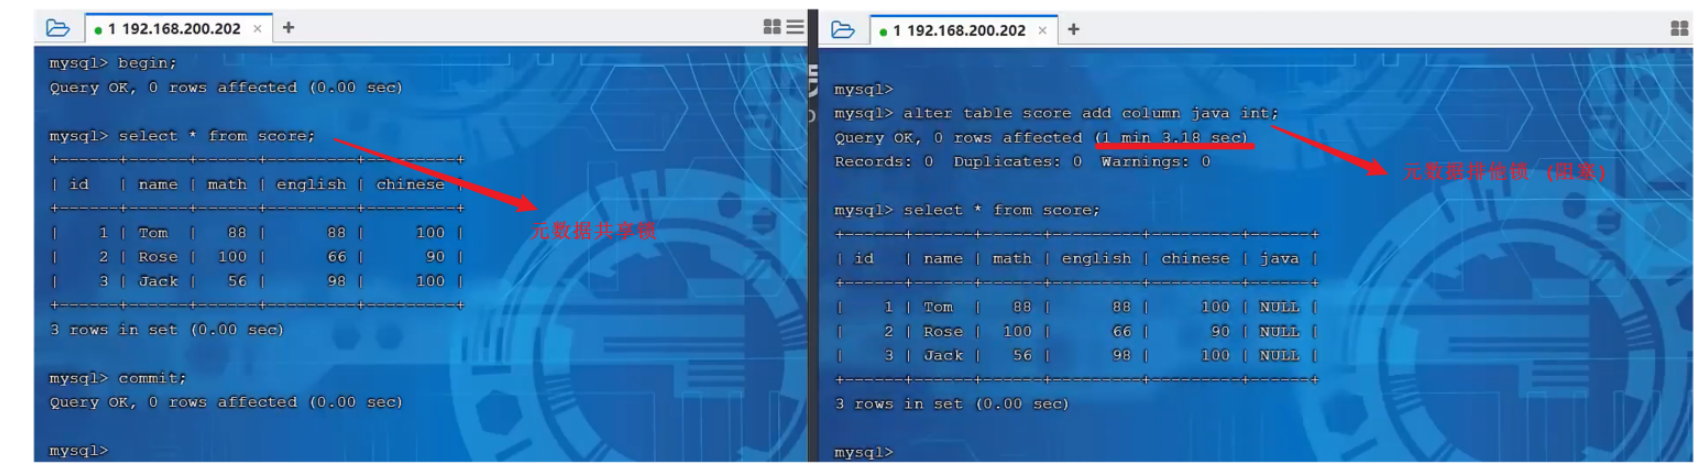 1 192.168.200.202 × +
mysql> begin;
Query OK, 0 rows affected (0.00 sec)
mysql> select * from score;
+------+------+------+---------+---------+
| id | name | math | english | chinese |
+------+------+------+---------+---------+
| 1 | Tom | 88 | 88 | 100 |
| 2 | Rose | 100 | 66 | 90 |
| 3 | Jack | 56 | 98 | 100 |
+------+------+------+---------+---------+
3 rows in set (0.00 sec)
mysql> commit;
Query OK, 0 rows affected (0.00 sec)
mysql>
元数据共享锁
1 192.168.200.202 × +
mysql>
mysql> alter table score add column java int;
Query OK, 0 rows affected (1 min 3.18 sec)
Records: 0 Duplicates: 0 Warnings: 0
mysql> select * from score;
+------+------+------+---------+---------+------+
| id | name | math | english | chinese | java |
+------+------+------+---------+---------+------+
| 1 | Tom | 88 | 88 | 100 | NULL |
| 2 | Rose | 100 | 66 | 90 | NULL |
| 3 | Jack | 56 | 98 | 100 | NULL |
+------+------+------+---------+---------+------+
3 rows in set (0.00 sec)
mysql>
元数据排他锁（阻塞）